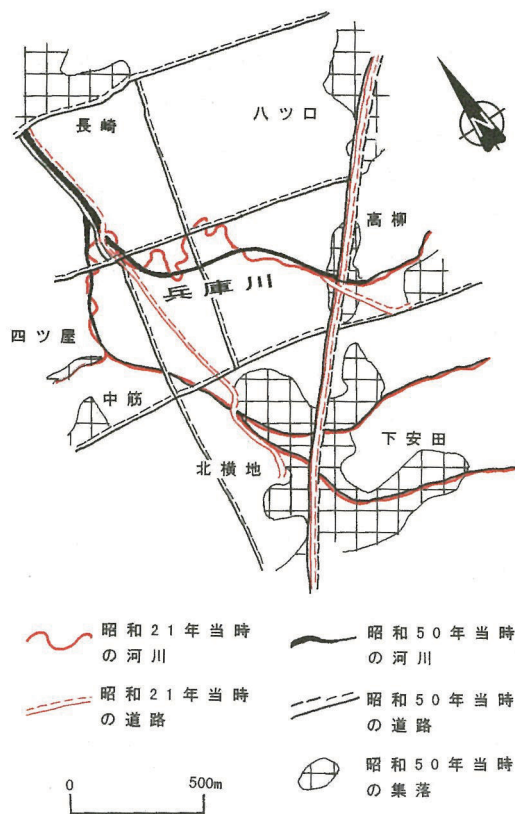 長崎
八ツ口
N
高柳
兵庫川
四ツ屋
中筋
北横地
下安田
昭和21年当時
の河川
昭和50年当時
の河川
昭和21年当時
の道路
昭和50年当時
の道路
0 500m
昭和50年当時
の集落